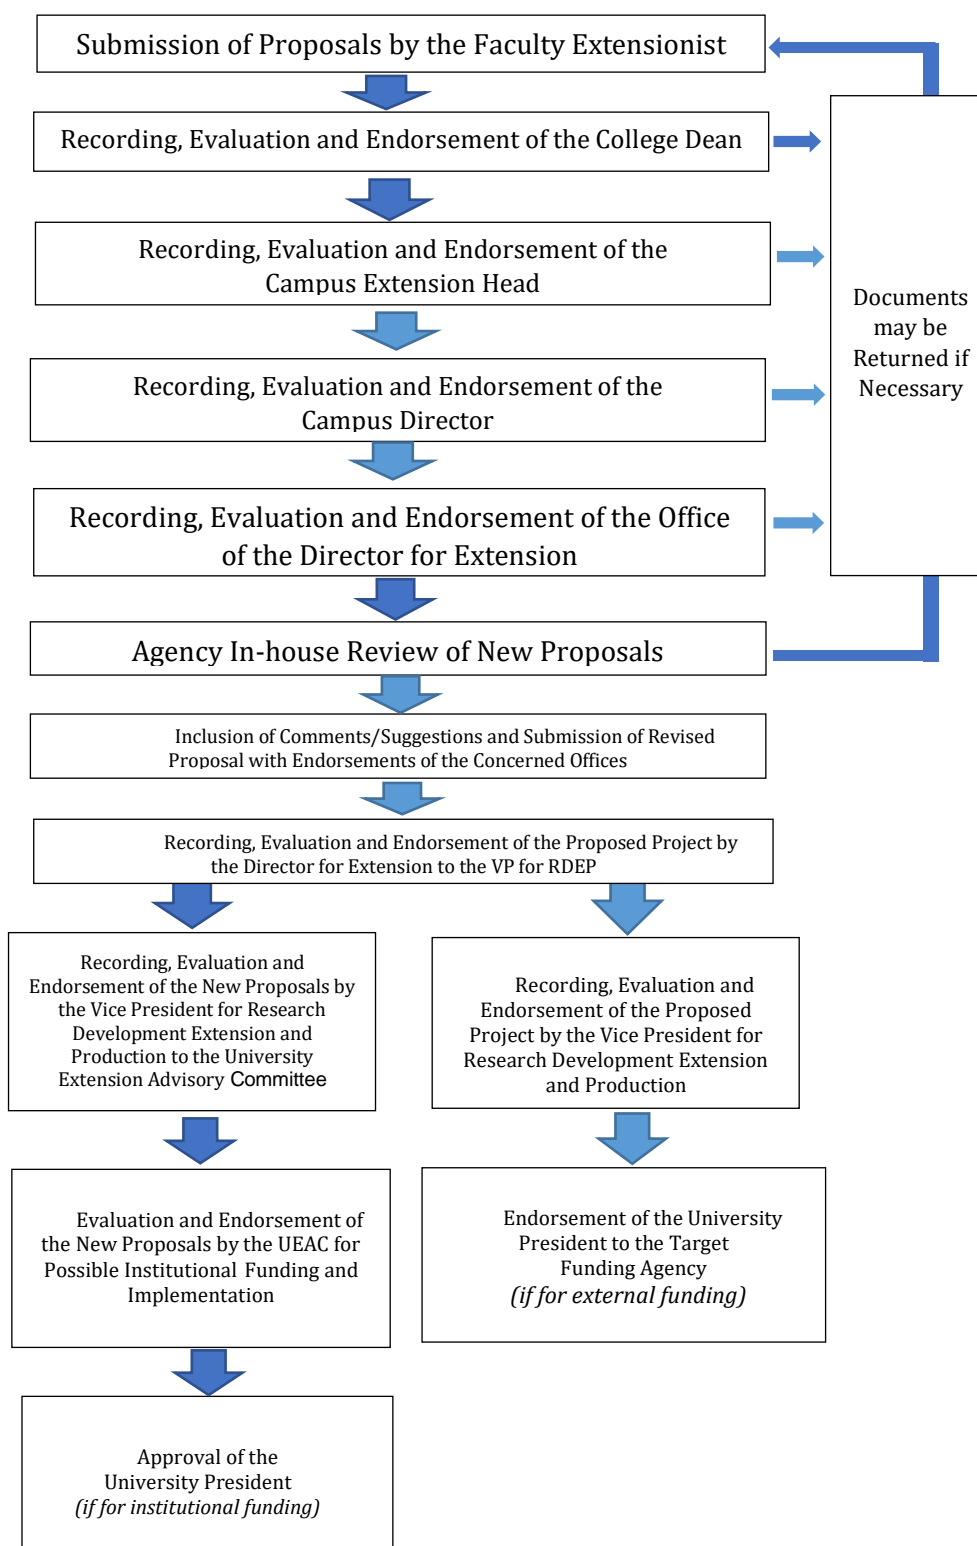 Submission of Proposals by the Faculty Extensionist
Recording, Evaluation and Endorsement of the College Dean
Recording, Evaluation and Endorsement of the
Campus Extension Head
Documents
may be
Returned if
Necessary
Recording, Evaluation and Endorsement of the
Campus Director
Recording, Evaluation and Endorsement of the Office
of the Director for Extension
Agency In-house Review of New Proposals
Inclusion of Comments/Suggestions and Submission of Revised
Proposal with Endorsements of the Concerned Offices
Recording, Evaluation and Endorsement of the Proposed Project by
the Director for Extension to the VP for RDEP
Recording, Evaluation and
Endorsement of the New Proposals by
the Vice President for Research
Development Extension and
Production to the University
Extension Advisory Committee
Recording, Evaluation and
Endorsement of the Proposed
Project by the Vice President for
Research Development Extension
and Production
Evaluation and Endorsement of
the New Proposals by the UEAC for
Possible Institutional Funding and
Implementation
Endorsement of the University
President to the Target
Funding Agency
(if for external funding)
Approval of the
University President
(if for institutional funding)